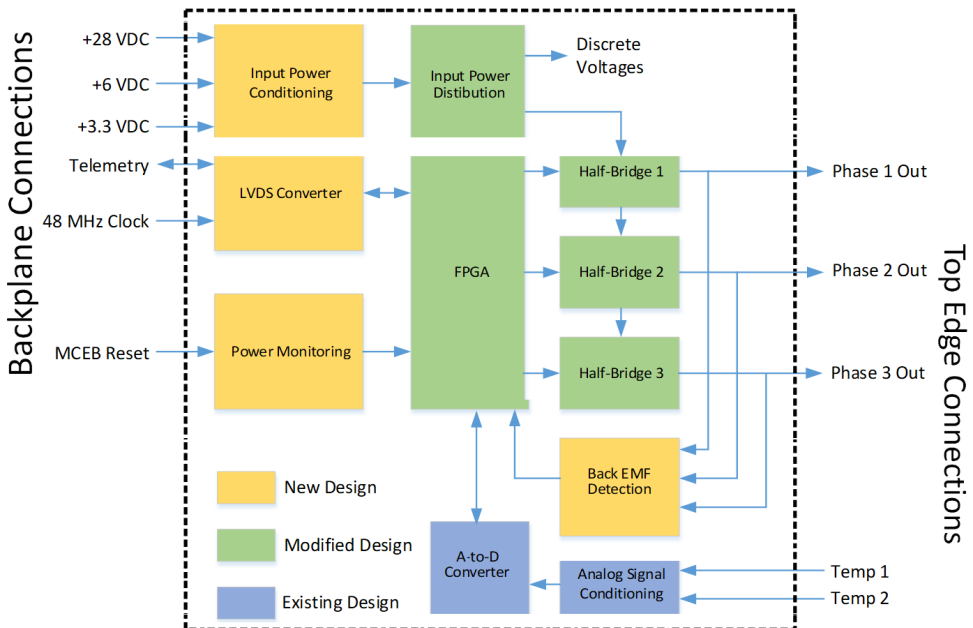 Backplane Connections
+28 VDC
+6 VDC
+3.3 VDC
Telemetry
48 MHz Clock
MCEB Reset
Input Power
Conditioning
Input Power
Distibution
Discrete
Voltages
LVDS Converter
FPGA
Power Monitoring
Half-Bridge 1
Half-Bridge 2
Half-Bridge 3
Phase 1 Out
Phase 2 Out
Phase 3 Out
Back EMF
Detection
New Design
Modified Design
Existing Design
A-to-D
Converter
Analog Signal
Conditioning
Temp 1
Temp 2
Top Edge Connections